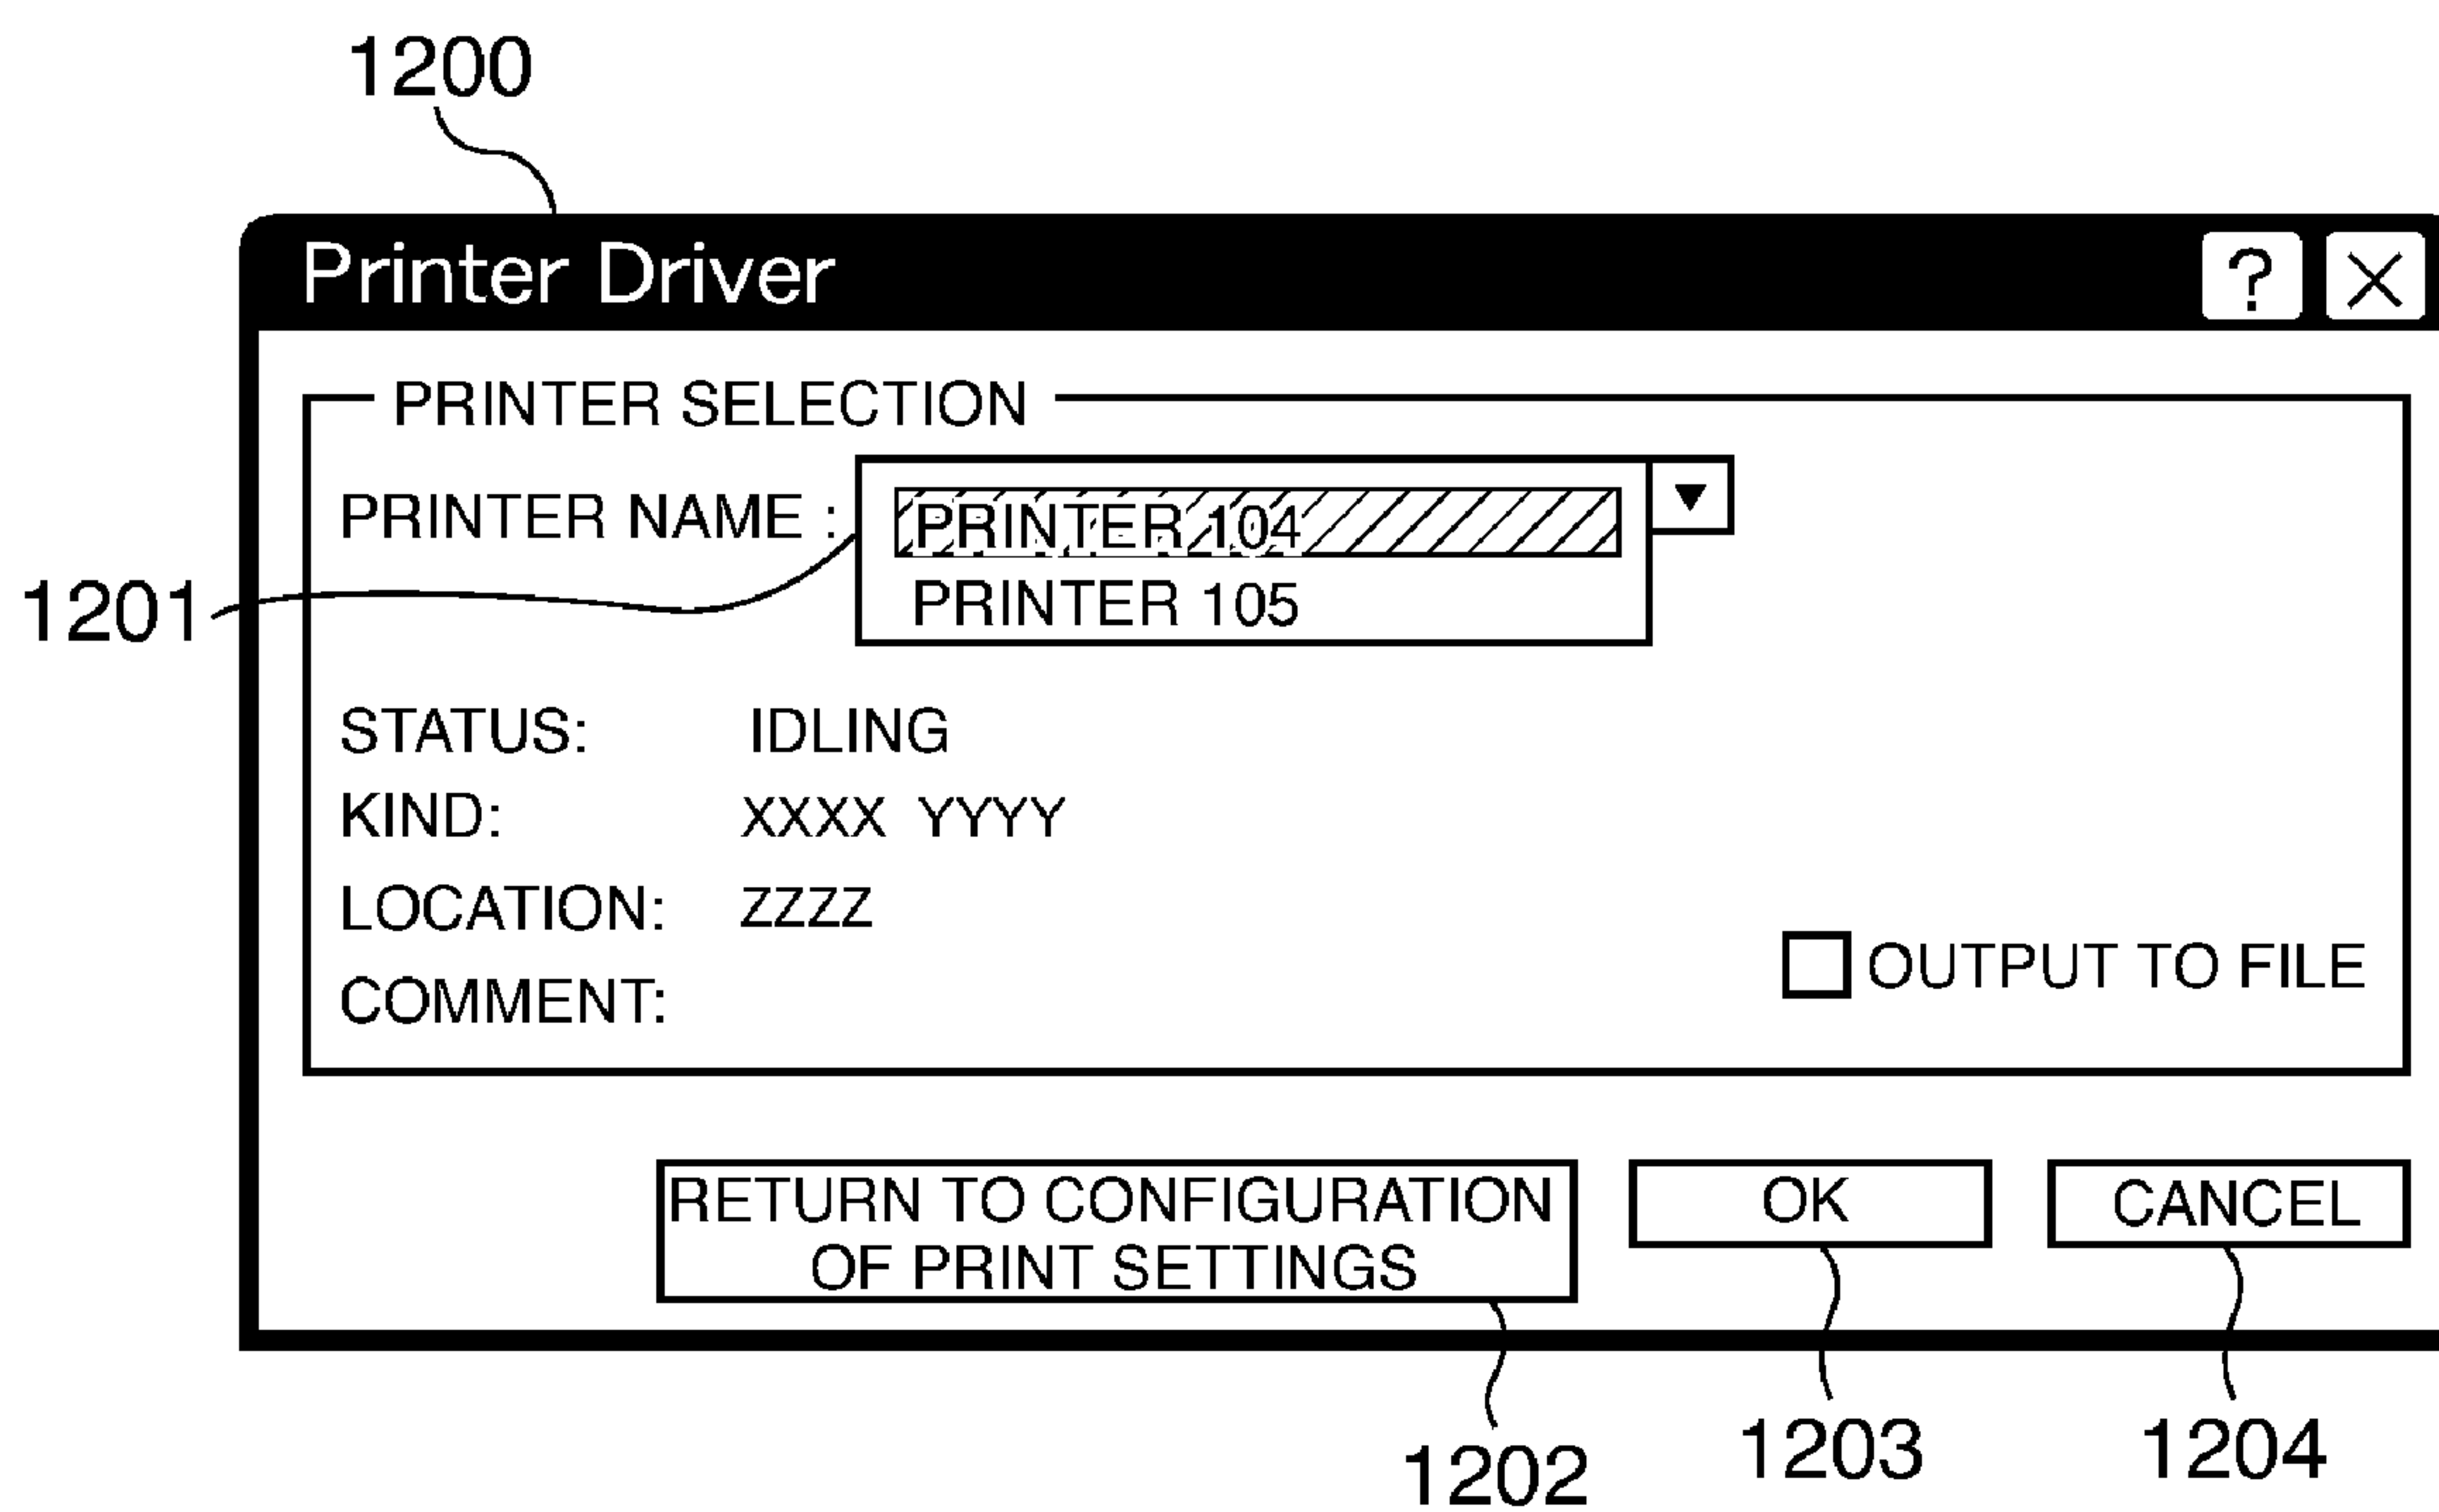 1200
Printer Driver ? X
PRINTER SELECTION
PRINTER NAME : PRINTER 104
PRINTER 105
1201
STATUS: IDLING
KIND: XXXX YYYY
LOCATION: ZZZZ
OUTPUT TO FILE
COMMENT:
RETURN TO CONFIGURATION
OF PRINT SETTINGS
OK
CANCEL
1202
1203
1204